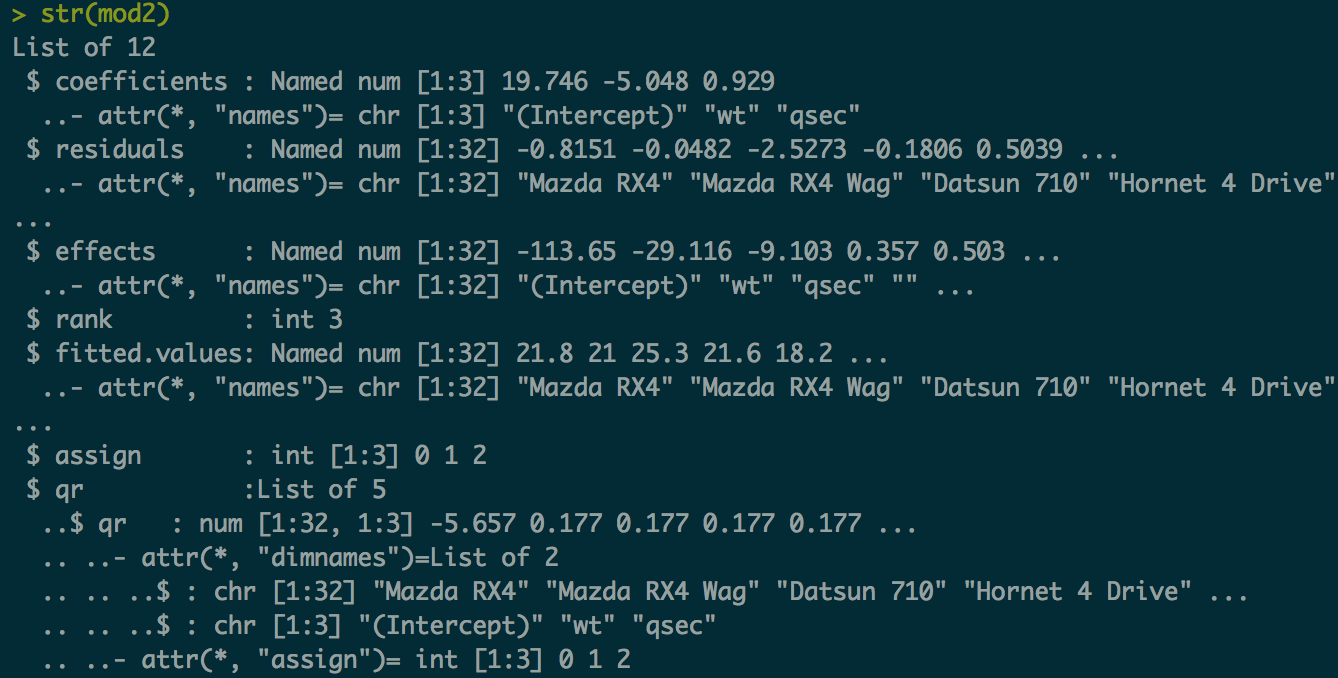 > str(mod2)
List of 12
 $ coefficients : Named num [1:3] 19.746 -5.048 0.929
  ..- attr(*, "names")= chr [1:3] "(Intercept)" "wt" "qsec"
 $ residuals    : Named num [1:32] -0.8151 -0.0482 -2.5273 -0.1806 0.5039 ...
  ..- attr(*, "names")= chr [1:32] "Mazda RX4" "Mazda RX4 Wag" "Datsun 710" "Hornet 4 Drive"
...
 $ effects      : Named num [1:32] -113.65 -29.116 -9.103 0.357 0.503 ...
  ..- attr(*, "names")= chr [1:32] "(Intercept)" "wt" "qsec" "" ...
 $ rank         : int 3
 $ fitted.values: Named num [1:32] 21.8 21 25.3 21.6 18.2 ...
  ..- attr(*, "names")= chr [1:32] "Mazda RX4" "Mazda RX4 Wag" "Datsun 710" "Hornet 4 Drive"
...
 $ assign       : int [1:3] 0 1 2
 $ qr           :List of 5
  ..$ qr   : num [1:32, 1:3] -5.657 0.177 0.177 0.177 0.177 ...
  .. ..- attr(*, "dimnames")=List of 2
  .. .. ..$ : chr [1:32] "Mazda RX4" "Mazda RX4 Wag" "Datsun 710" "Hornet 4 Drive" ...
  .. .. ..$ : chr [1:3] "(Intercept)" "wt" "qsec"
  .. ..- attr(*, "assign")= int [1:3] 0 1 2